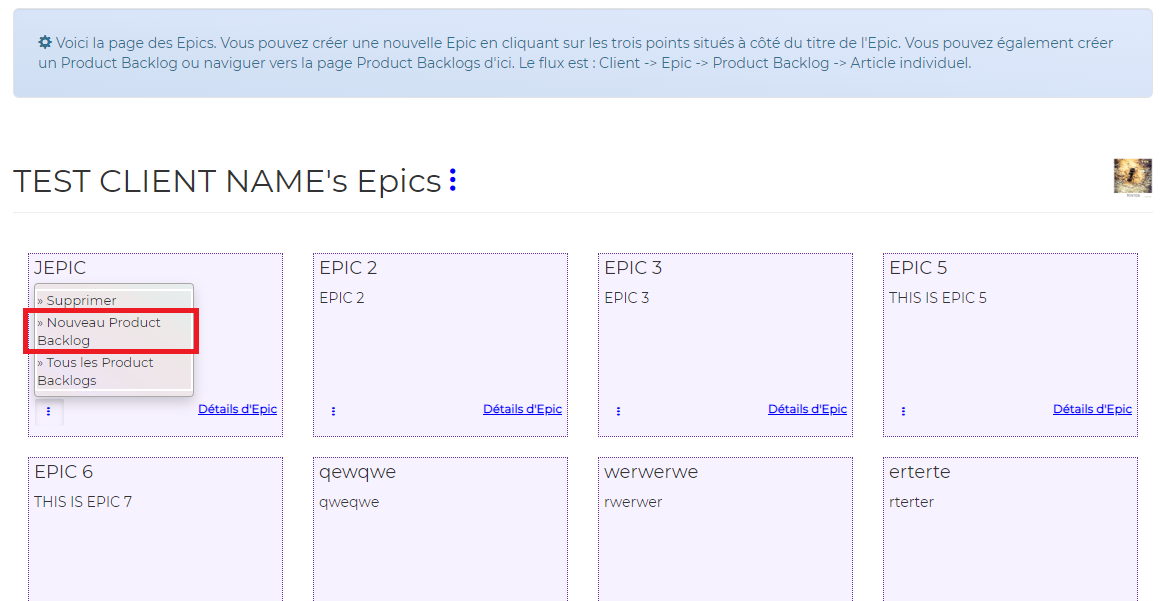 Voici la page des Epics. Vous pouvez créer une nouvelle Epic en cliquant sur les trois points situés à côté du titre de l'Epic. Vous pouvez également créer
un Product Backlog ou naviguer vers la page Product Backlogs d'ici. Le flux est : Client -> Epic -> Product Backlog -> Article individuel.
TEST CLIENT NAME's Epics
JEPIC
» Supprimer
» Nouveau Product
Backlog
» Tous les Product
Backlogs
Détails d'Epic
EPIC 2
EPIC 2
Détails d'Epic
EPIC 3
EPIC 3
Détails d'Epic
EPIC 5
THIS IS EPIC 5
Détails d'Epic
EPIC 6
THIS IS EPIC 7
qewqwe
qweqwe
werwerwe
rwerwer
erterte
rterter